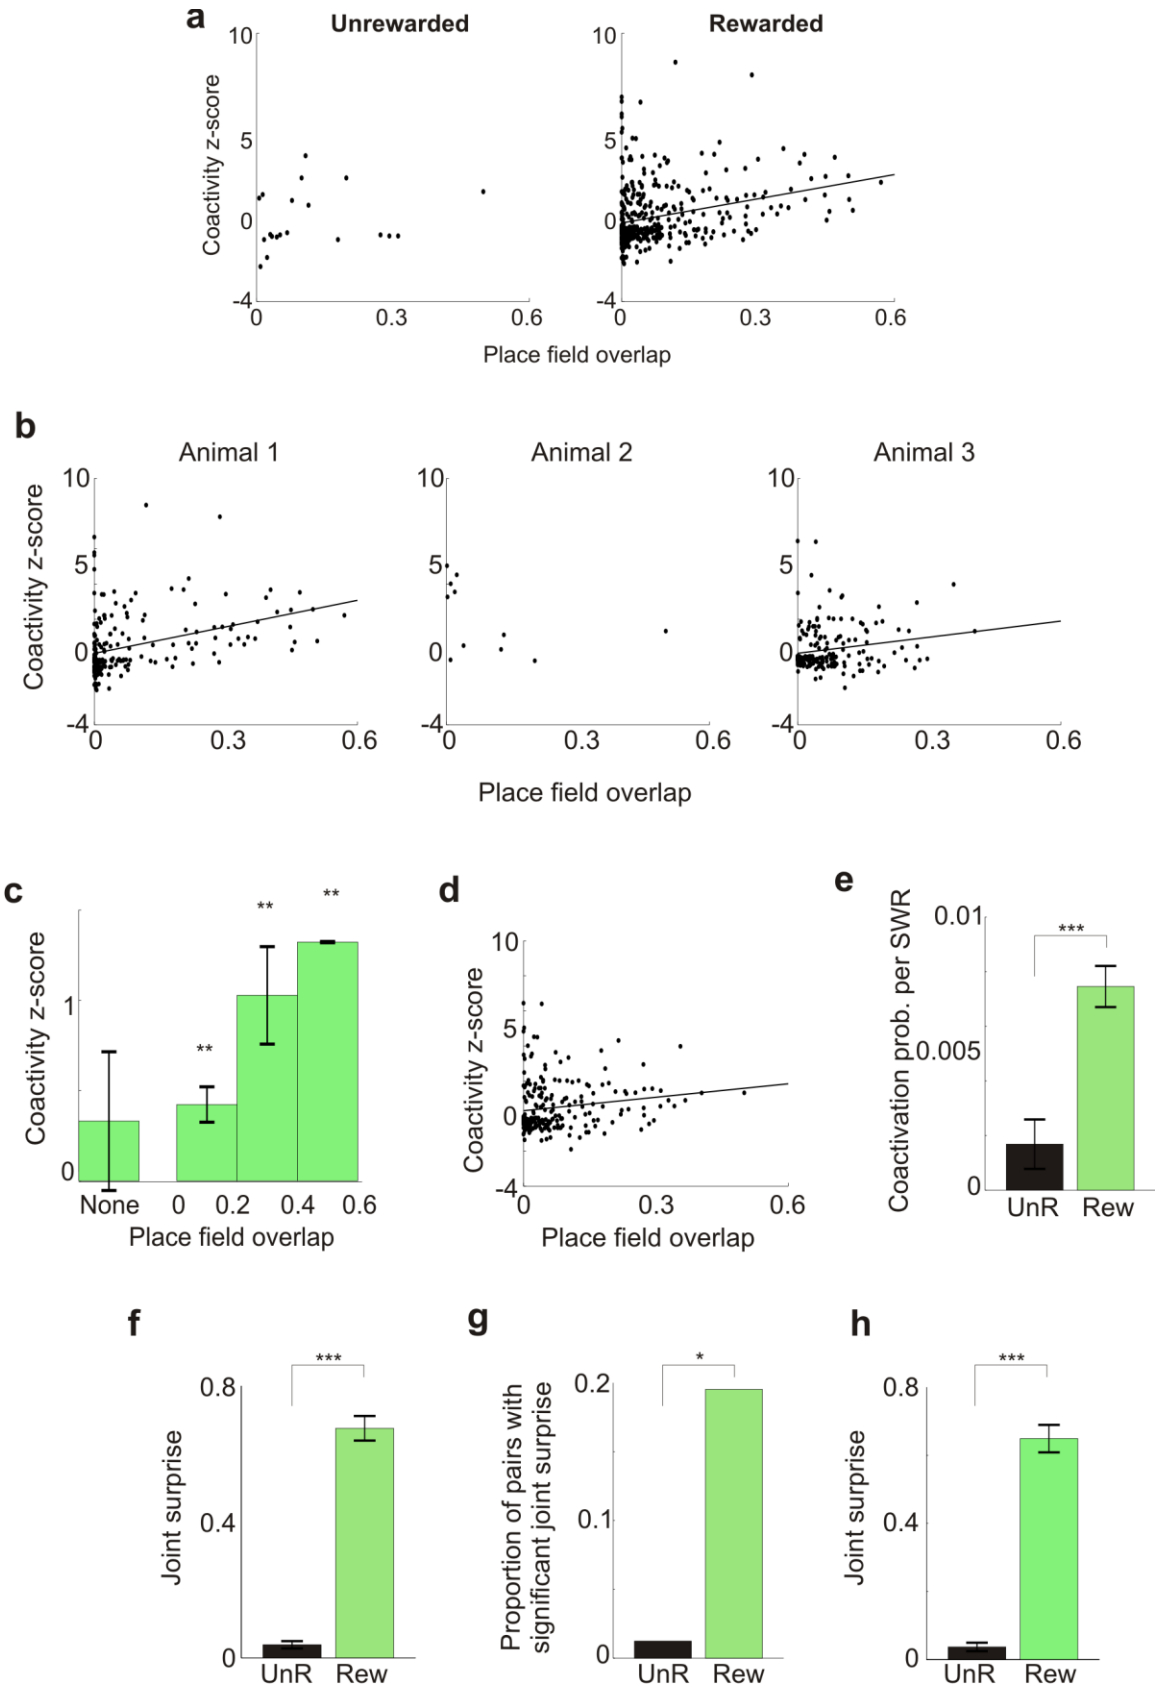 a
Unrewarded
Rewarded
Coactivity z-score
10
5
0
-4
0
0.3
0.6
10
5
0
-4
0
0.3
0.6
Place field overlap
b
Animal 1
Animal 2
Animal 3
Coactivity z-score
10
5
0
-4
0
0.3
0.6
10
5
0
-4
0
0.3
0.6
10
5
0
-4
0
0.3
0.6
Place field overlap
c
Coactivity z-score
1
0
**
**
**
None
0
0.2
0.4
0.6
Place field overlap
d
Coactivity z-score
10
5
0
-4
0
0.3
0.6
Place field overlap
e
Coactivation prob. per SWR
0.01
0.005
0
***
UnR
Rew
f
Joint surprise
0.8
0.4
0
***
UnR
Rew
g
Proportion of pairs with
significant joint surprise
0.2
0.1
0
*
UnR
Rew
h
Joint surprise
0.8
0.4
0
***
UnR
Rew